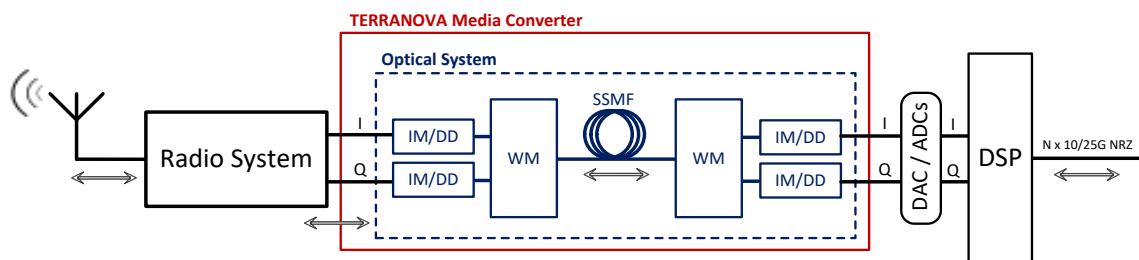 TERRANOVA Media Converter
Optical System
Radio System
I
Q
IM/DD
IM/DD
WM
SSMF
WM
IM/DD
IM/DD
I
Q
DAC / ADCs
I
Q
DSP
N x 10/25G NRZ